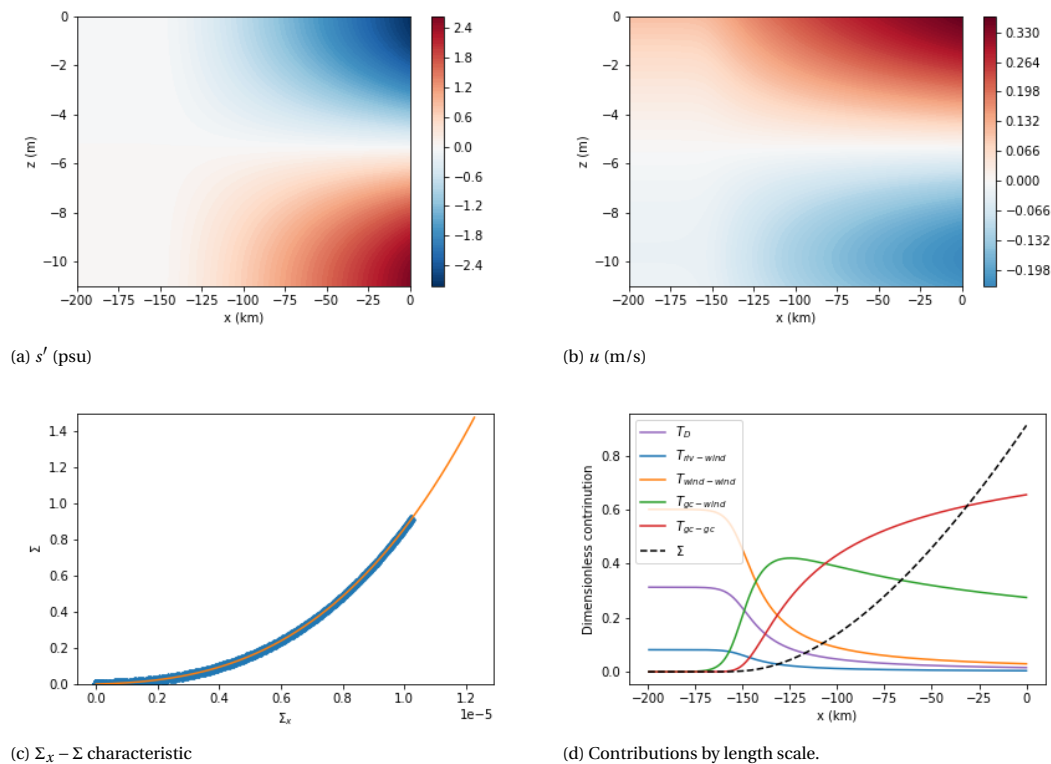 0
−2
−4
−6
−8
−10
z (m)
−200 −175 −150 −125 −100 −75 −50 −25 0
x (km)
2.4
1.8
1.2
0.6
0.0
−0.6
−1.2
−1.8
−2.4
(a) s′ (psu)
0
−2
−4
−6
−8
−10
z (m)
−200 −175 −150 −125 −100 −75 −50 −25 0
x (km)
0.330
0.264
0.198
0.132
0.066
0.000
−0.066
−0.132
−0.198
(b) u (m/s)
1.4
1.2
1.0
0.8
0.6
0.4
0.2
0.0
Σ
0.0 0.2 0.4 0.6 0.8 1.0 1.2
1e−5
Σx
(c) Σx − Σ characteristic
0.8
0.6
0.4
0.2
0.0
Dimensionless contrinution
T_D
T_riv−wind
T_wind−wind
T_gc−wind
T_gc−gc
Σ
−200 −175 −150 −125 −100 −75 −50 −25 0
x (km)
(d) Contributions by length scale.